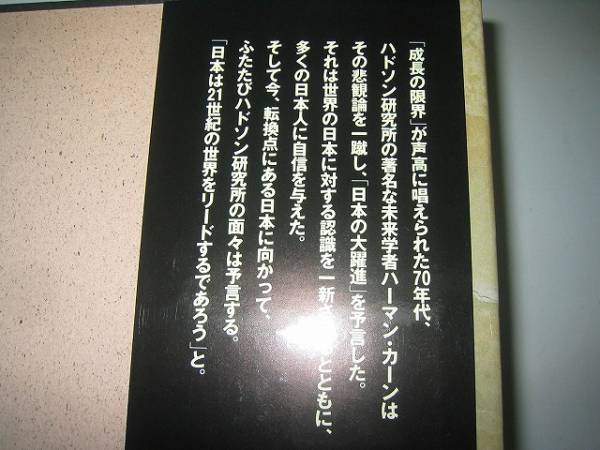 「成長の限界」が声高に唱えられた70年代、
ハドソン研究所の著名な未来学者ハーマン・カーンは
その悲観論を一蹴し、「日本の大躍進」を予言した。
それは世界の日本に対する認識を一新さ とともに、
多くの日本人に自信を与えた。
そして今、転換点にある日本に向かって、
ふたたびハドソン研究所の面々は予言する。
「日本は21世紀の世界をリードするであろう」と。